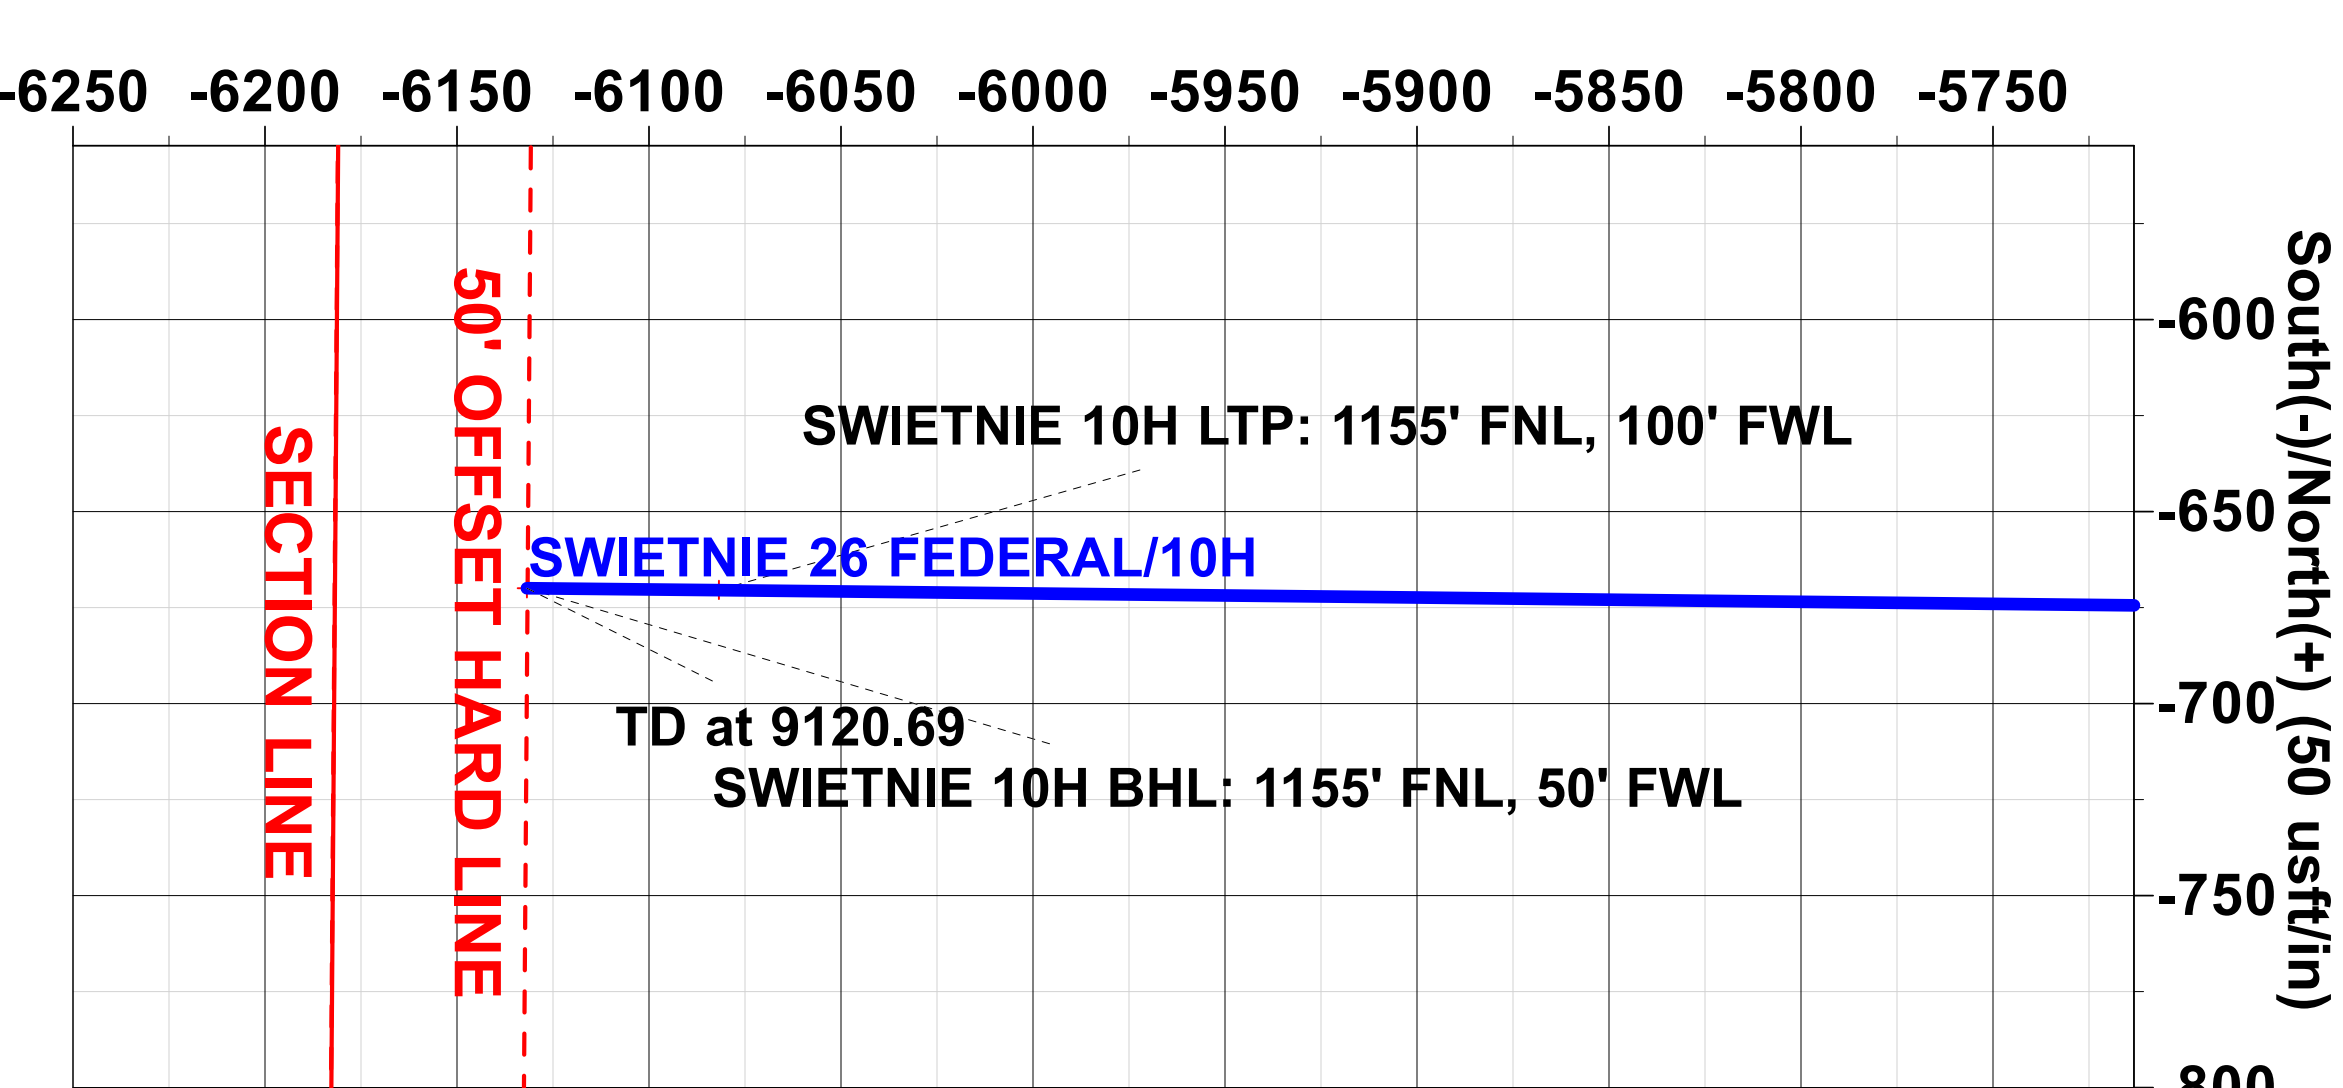 -6250 -6200 -6150 -6100 -6050 -6000 -5950 -5900 -5850 -5800 -5750
-600
-650
-700
-750
-800
South(-)/North(+) (50 usft/in)
SECTION LINE
50' OFFSET HARD LINE
SWIETNIE 10H LTP: 1155' FNL, 100' FWL
SWIETNIE 26 FEDERAL/10H
TD at 9120.69
SWIETNIE 10H BHL: 1155' FNL, 50' FWL